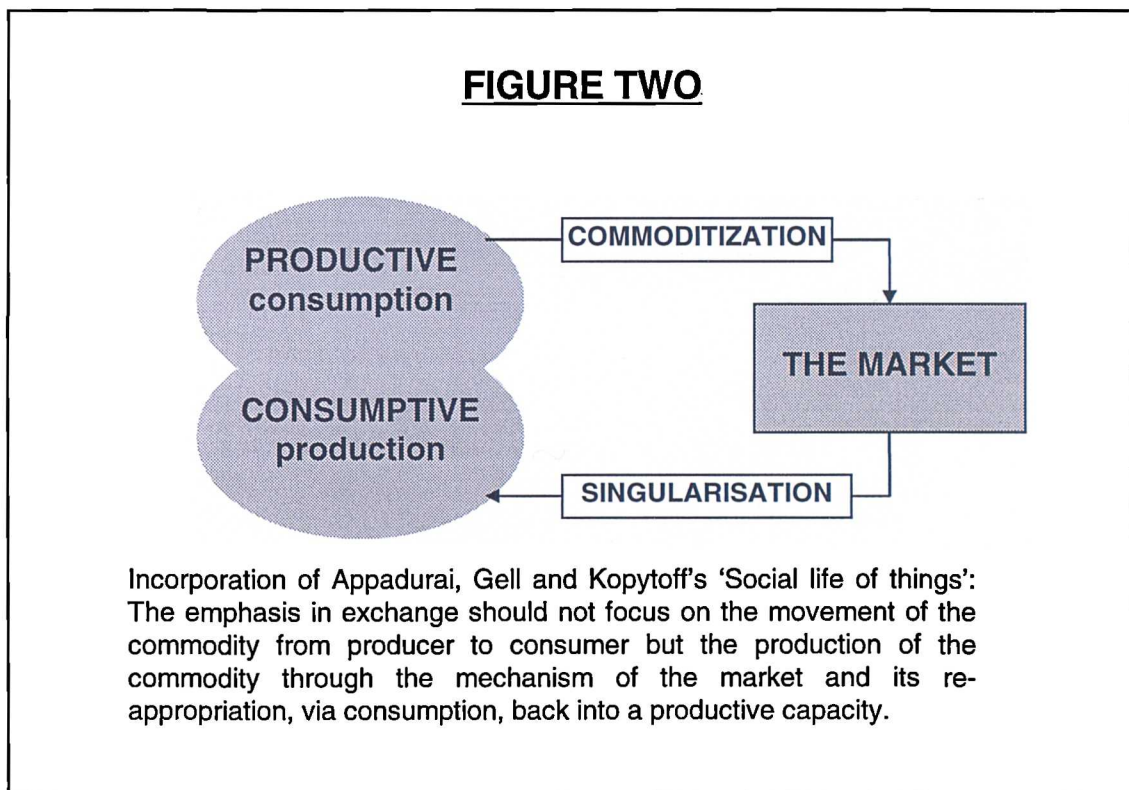 FIGURE TWO
PRODUCTIVE
consumption
COMMODITIZATION
THE MARKET
CONSUMPTIVE
production
SINGULARISATION
Incorporation of Appadurai, Gell and Kopytoff's 'Social life of things':
The emphasis in exchange should not focus on the movement of the
commodity from producer to consumer but the production of the
commodity through the mechanism of the market and its re-
appropriation, via consumption, back into a productive capacity.